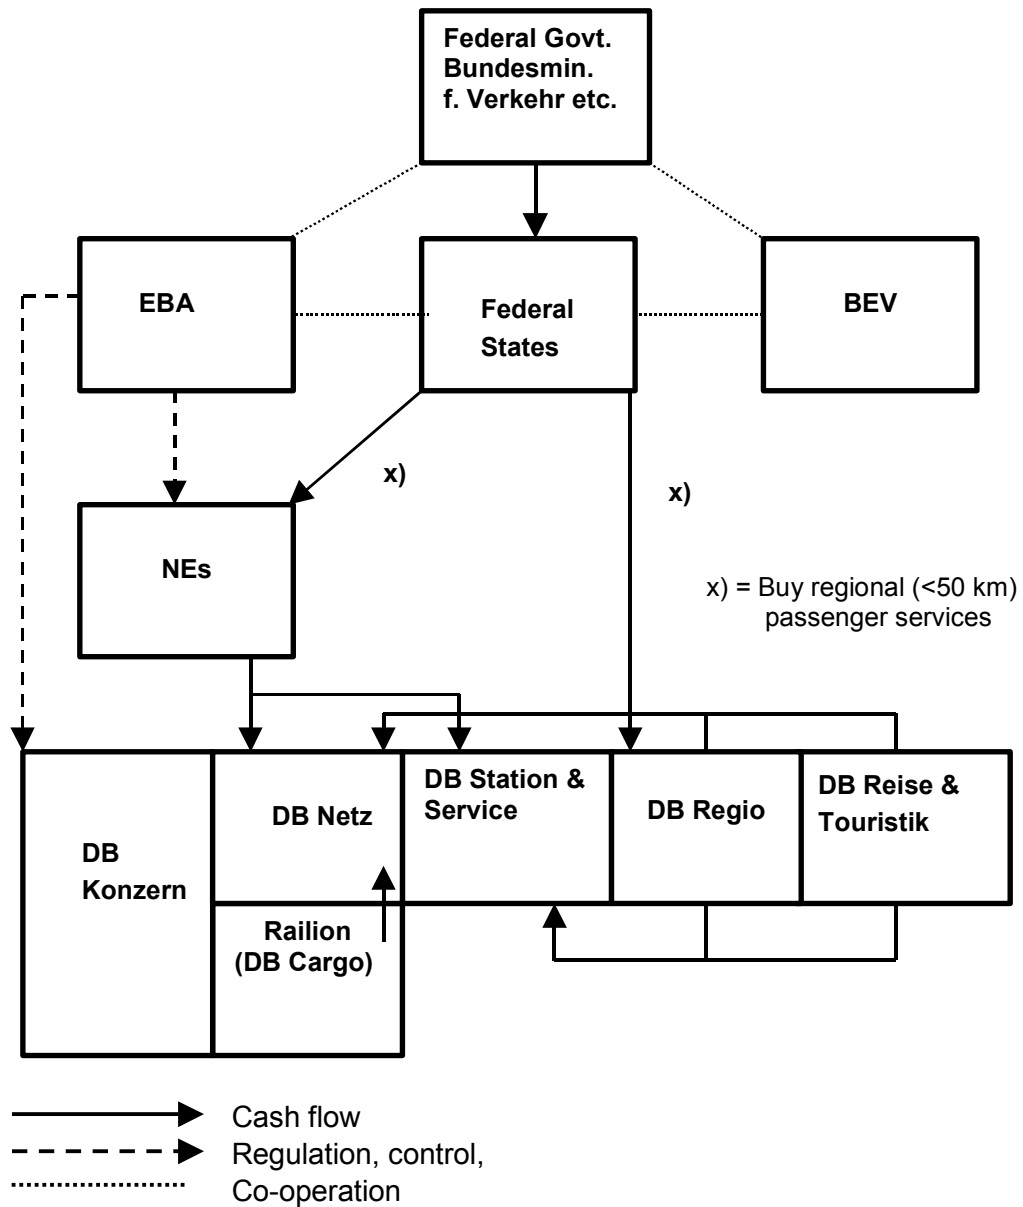 Federal Govt.
Bundesmin.
f. Verkehr etc.
EBA
Federal
States
BEV
x)
x)
NEs
x) = Buy regional (<50 km)
passenger services
DB
Konzern
DB Netz
DB Station &
Service
DB Regio
DB Reise &
Touristik
Railion
(DB Cargo)
Cash flow
Regulation, control,
Co-operation